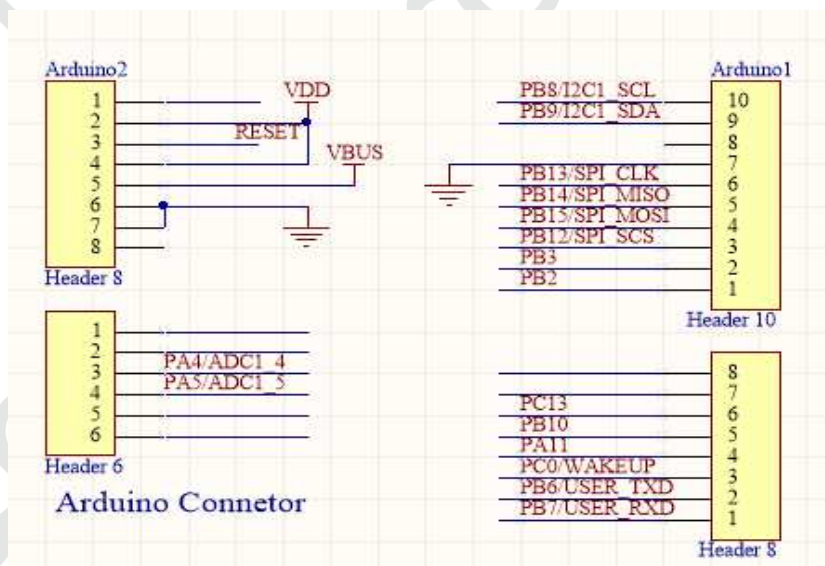 Arduino2
1
2
3
4
5
6
7
8
Header 8
VDD
RESET
VBUS
1
2
3
4
5
6
Header 6
PA4/ADC1_4
PA5/ADC1_5
Arduino Connetor
Arduino1
PB8/I2C1_SCL
PB9/I2C1_SDA
PB13/SPI_CLK
PB14/SPI_MISO
PB15/SPI_MOSI
PB12/SPI_SCS
PB3
PB2
10
9
8
7
6
5
4
3
2
1
Header 10
PC13
PB10
PA11
PC0/WAKEUP
PB6/USER_TXD
PB7/USER_RXD
8
7
6
5
4
3
2
1
Header 8